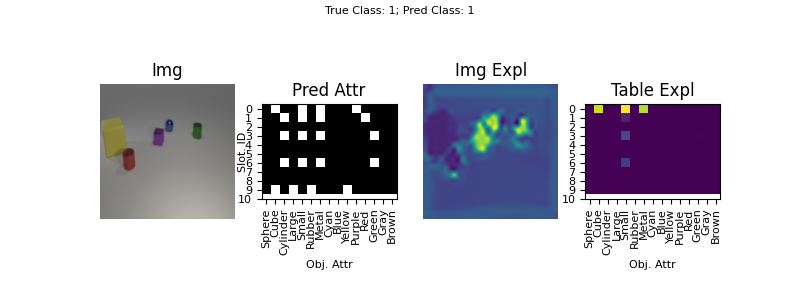 True Class: 1; Pred Class: 1
Img
Pred Attr
Img Expl
Table Expl
Slot. ID
0
1
2
3
4
5
6
7
8
9
10
Sphere
Cube
Cylinder
Large
Small
Rubber
Metal
Cyan
Blue
Yellow
Purple
Red
Green
Gray
Brown
Obj. Attr
0
1
2
3
4
5
6
7
8
9
10
Sphere
Cube
Cylinder
Large
Small
Rubber
Metal
Cyan
Blue
Yellow
Purple
Red
Green
Gray
Brown
Obj. Attr